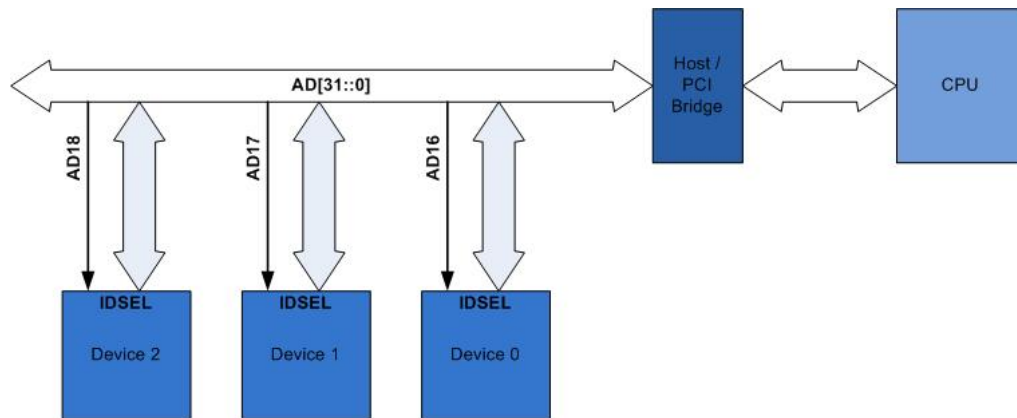 AD[31::0]
Host /
PCI
Bridge
CPU
AD18
AD17
AD16
IDSEL
Device 2
IDSEL
Device 1
IDSEL
Device 0